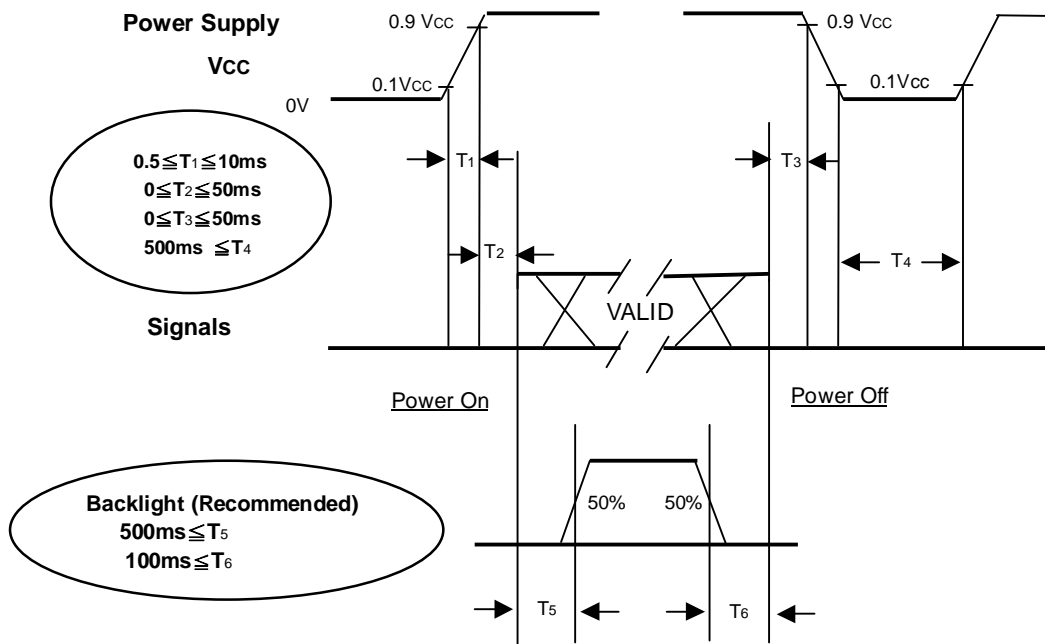 Power Supply
VCC
0.9 VCC
0.9 VCC
0.1VCC
0.1Vcc
0V
0.5≦T1≦10ms
0≦T2≦50ms
0≦T3≦50ms
500ms ≦T4
T1
T3
T2
T4
Signals
VALID
Power On
Power Off
Backlight (Recommended)
500ms≦T5
100ms≦T6
50%
50%
T5
T6